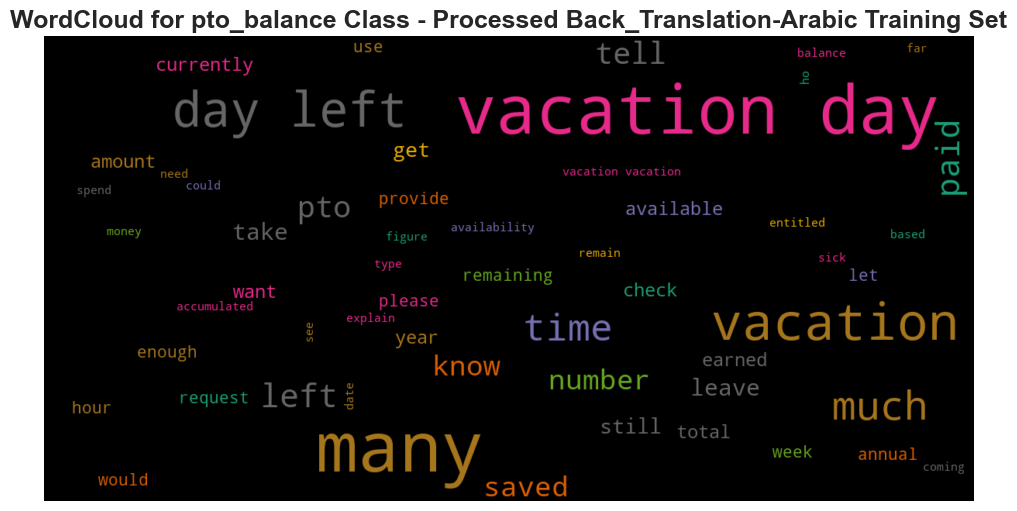 WordCloud for pto_balance Class - Processed Back_Translation-Arabic Training Set
use
tell
balance
far
currently
ho
day left
vacation day
paid
get
amount
need
could
spend
vacation vacation
provide
pto
available
entitled
money
take
figure
availability
based
remain
type
sick
remaining
let
want
please
check
accumulated
explain
see
year
time
vacation
enough
know
number
earned
leave
hour
request
left
date
much
many
still
total
week
annual
coming
would
saved